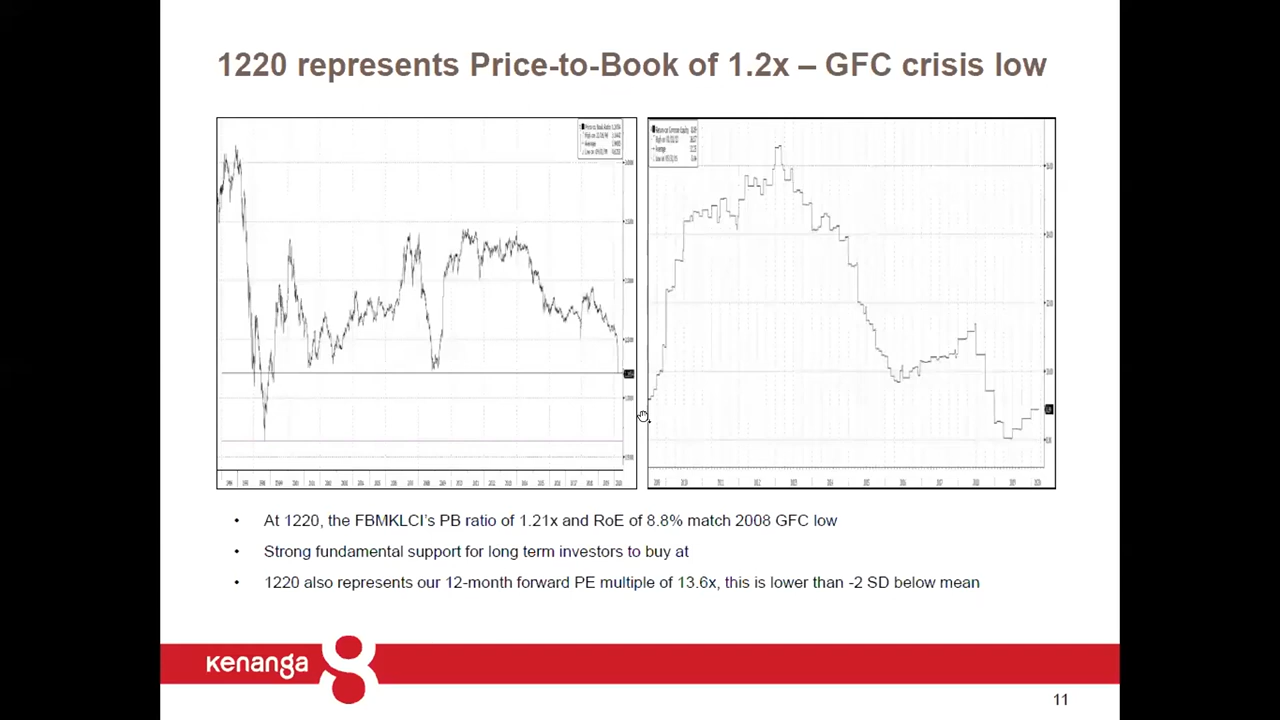 1220 represents Price-to-Book of 1.2x – GFC crisis low
• At 1220, the FBMKLCI's PB ratio of 1.21x and RoE of 8.8% match 2008 GFC low
• Strong fundamental support for long term investors to buy at
• 1220 also represents our 12-month forward PE multiple of 13.6x, this is lower than -2 SD below mean
kenanga
11